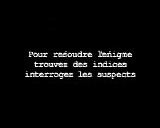 Pour résoudre l'énigme
trouvez des indices
interrogez les suspects